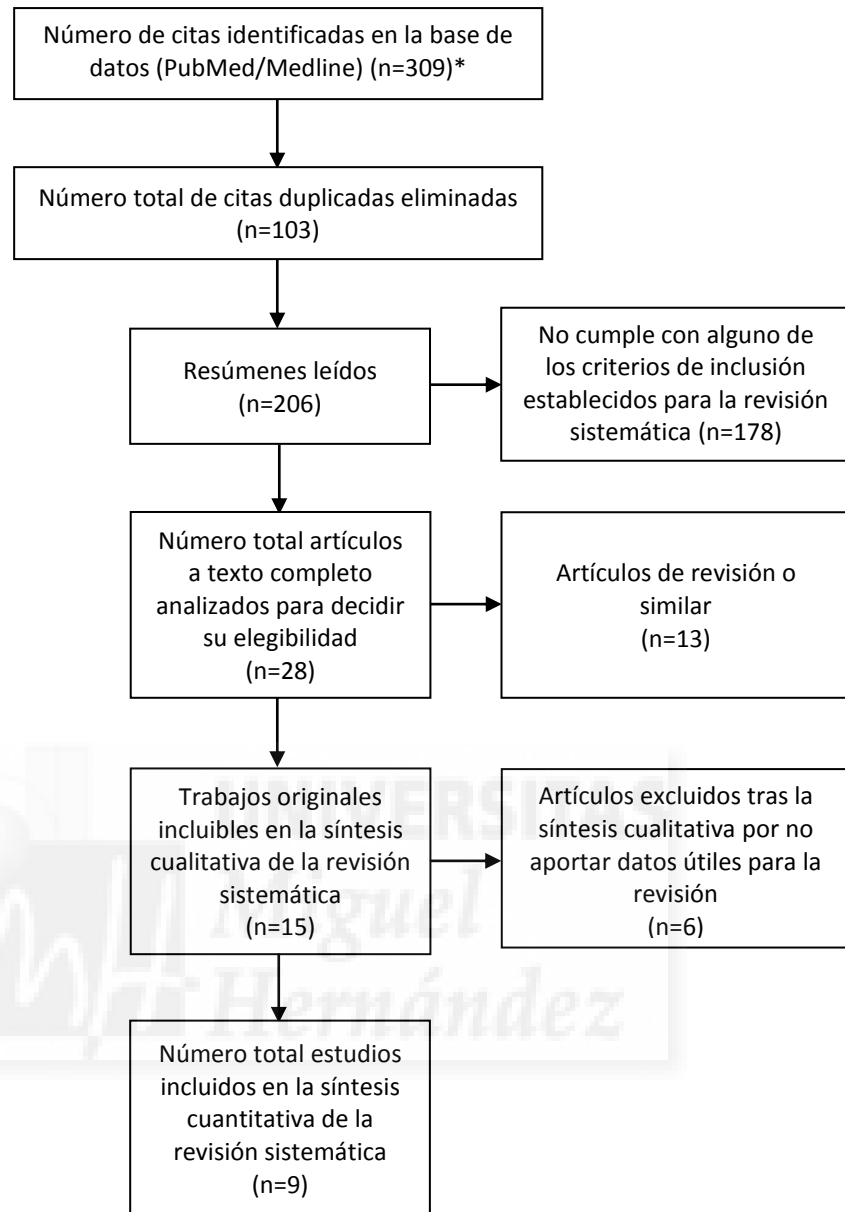 Número de citas identificadas en la base de
datos (PubMed/Medline) (n=309)*
Número total de citas duplicadas eliminadas
(n=103)
Resúmenes leídos
(n=206)
No cumple con alguno de
los criterios de inclusión
establecidos para la revisión
sistemática (n=178)
Número total artículos
a texto completo
analizados para decidir
su elegibilidad
(n=28)
Artículos de revisión o
similar
(n=13)
Trabajos originales
incluibles en la síntesis
cualitativa de la revisión
sistemática
(n=15)
Artículos excluidos tras la
síntesis cualitativa por no
aportar datos útiles para la
revisión
(n=6)
Número total estudios
incluidos en la síntesis
cuantitativa de la
revisión sistemática
(n=9)
UNIVERSITAS
Miguel
Hernández